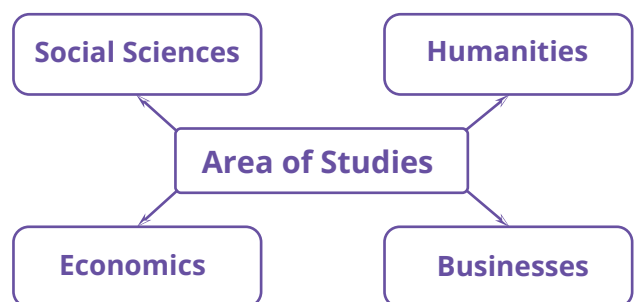 Social Sciences
Humanities
Area of Studies
Economics
Businesses